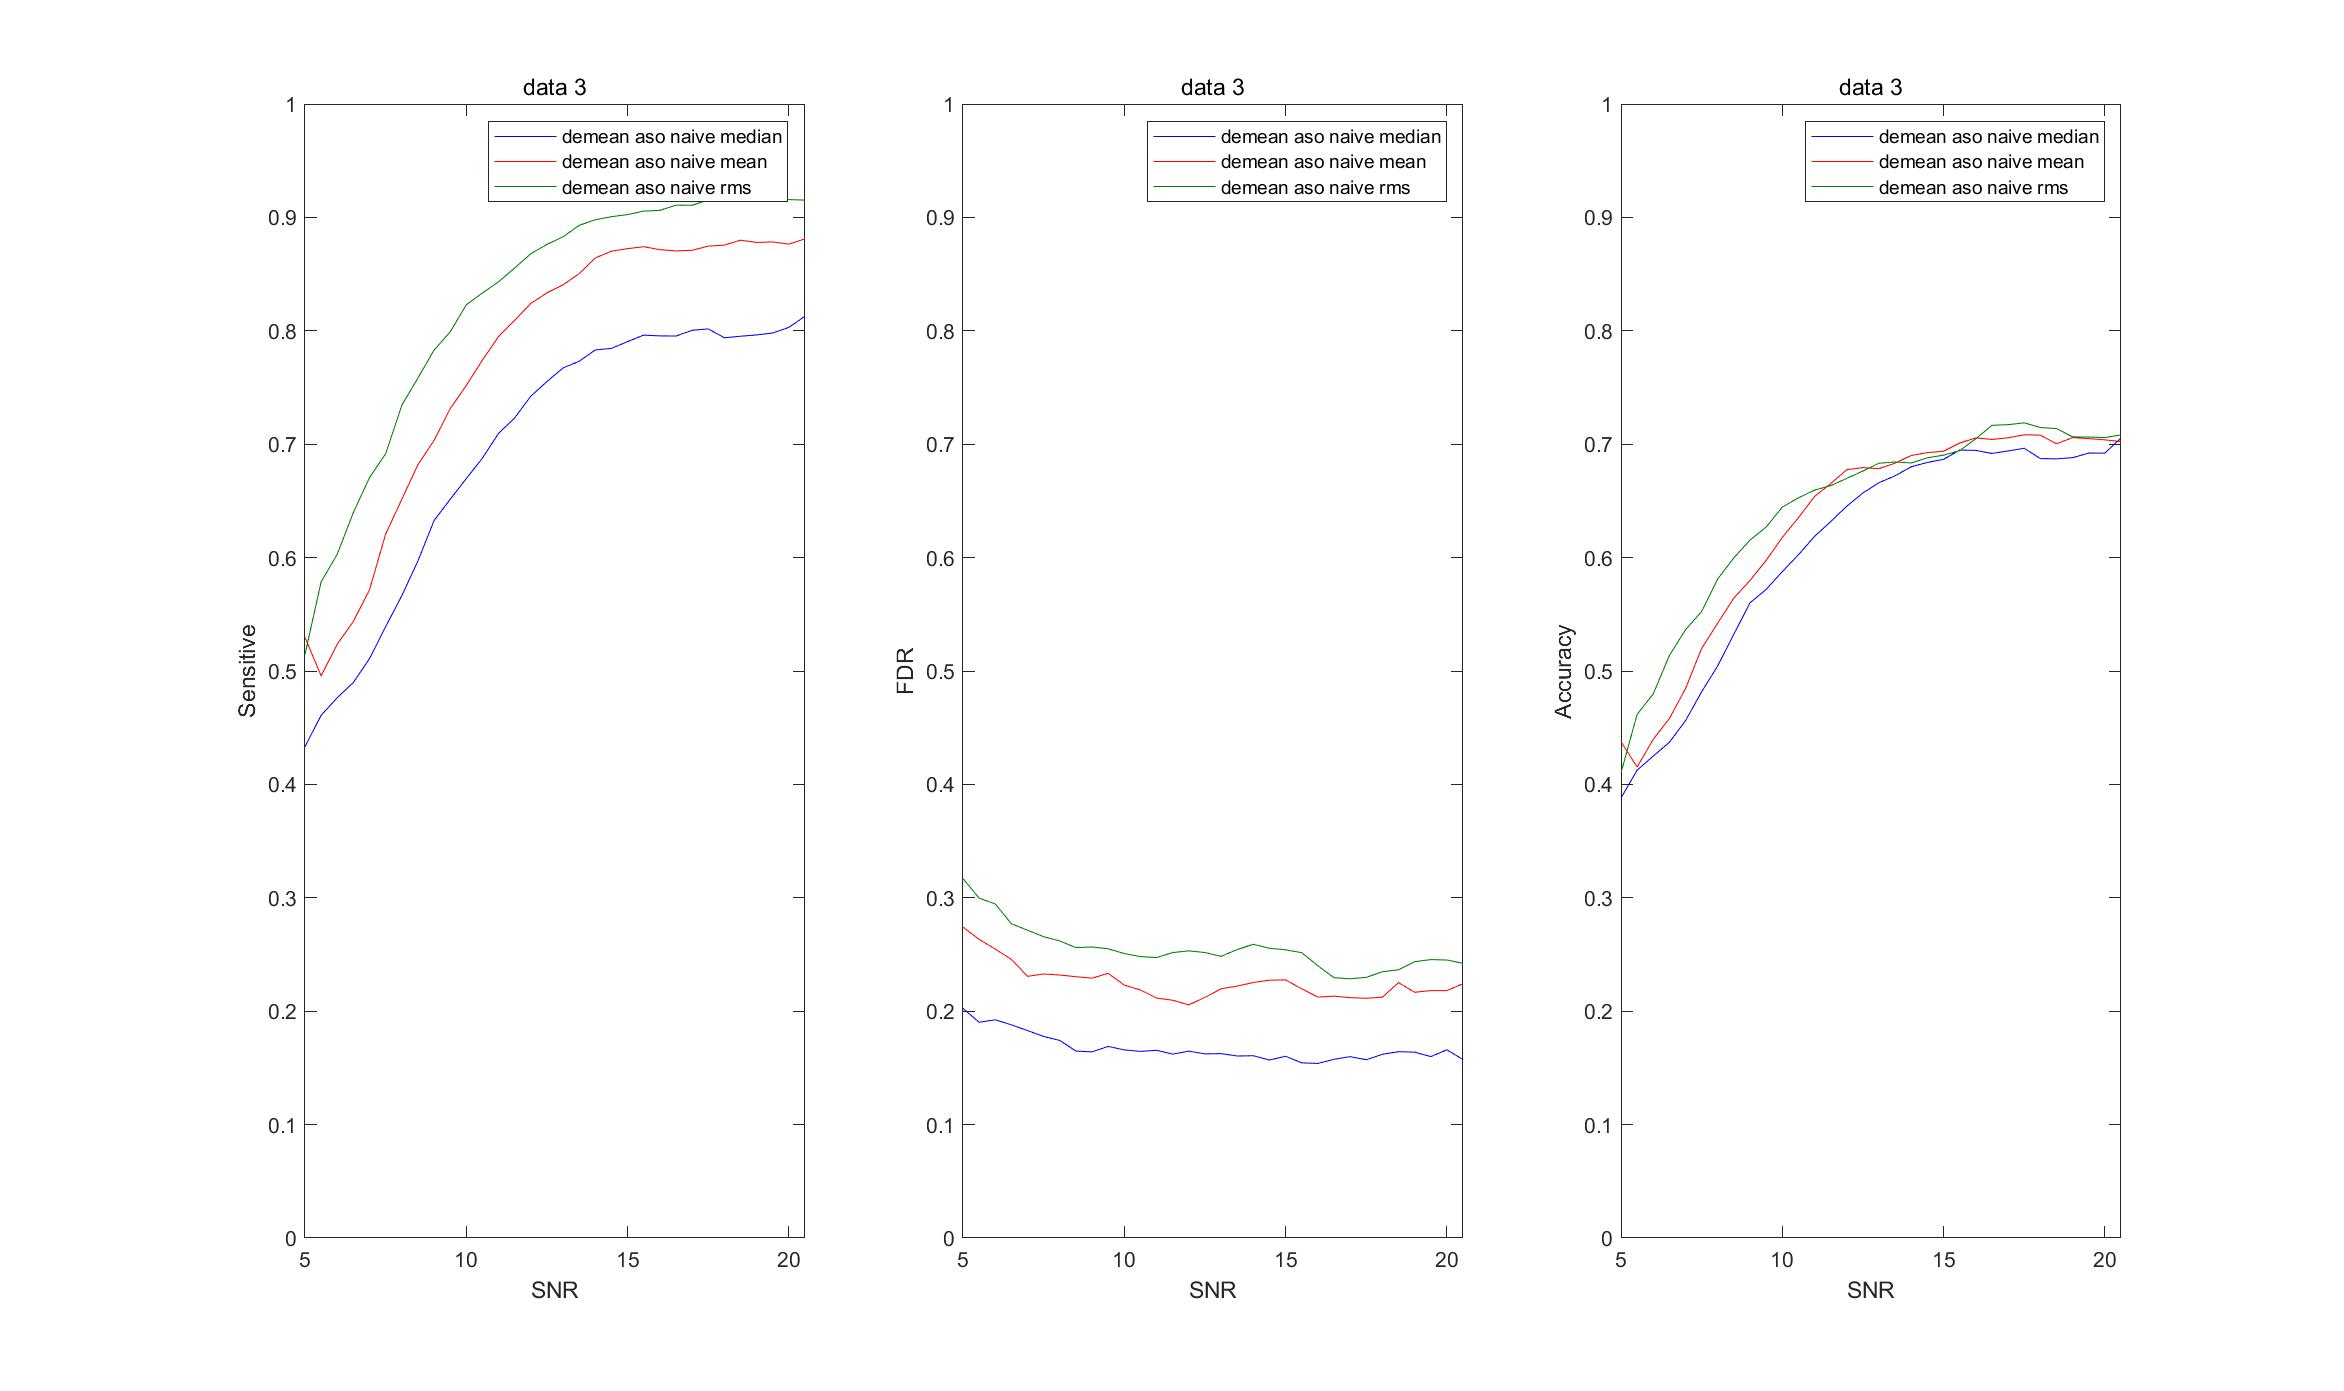 data 3
1
0.9
0.8
0.7
0.6
0.5
0.4
0.3
0.2
0.1
0
Sensitive
demean aso naive median
demean aso naive mean
demean aso naive rms
5 10 15 20
SNR
data 3
1
0.9
0.8
0.7
0.6
0.5
0.4
0.3
0.2
0.1
0
FDR
demean aso naive median
demean aso naive mean
demean aso naive rms
5 10 15 20
SNR
data 3
1
0.9
0.8
0.7
0.6
0.5
0.4
0.3
0.2
0.1
0
Accuracy
demean aso naive median
demean aso naive mean
demean aso naive rms
5 10 15 20
SNR